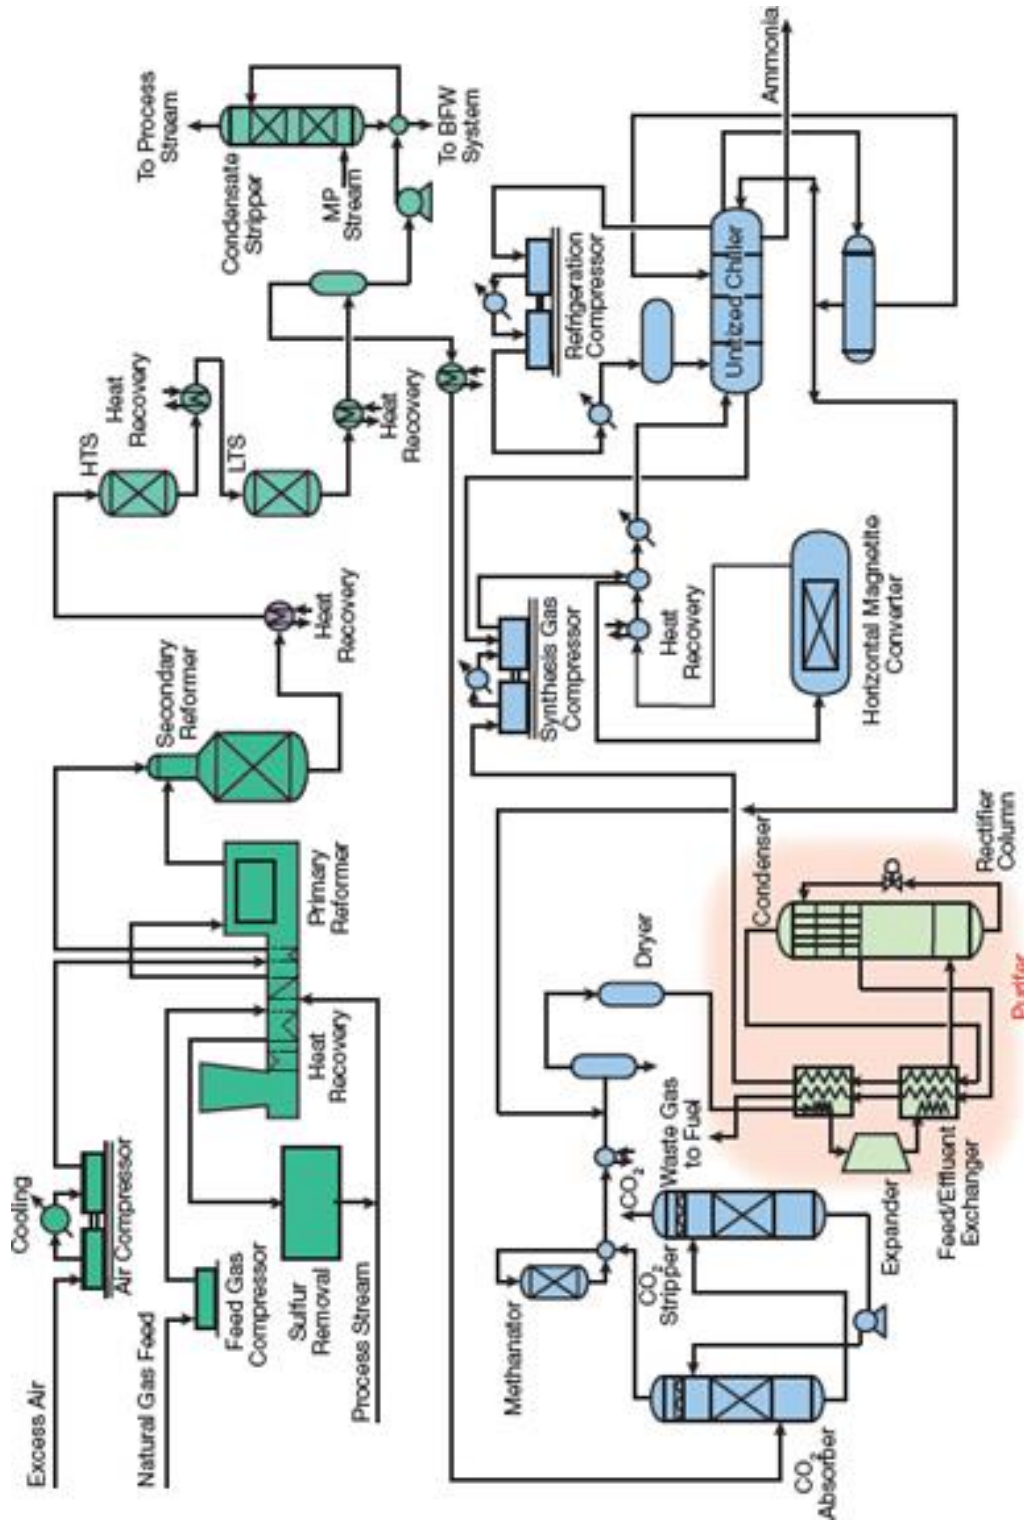 Excess Air
Cooling
Air Compressor
Natural Gas Feed
Feed Gas
Compressor
Sulfur
Removal
Process Stream
Heat
Recovery
Primary
Reformer
Secondary
Reformer
Heat
Recovery
HTS
Heat
Recovery
LTS
Heat
Recovery
To Process
Stream
Condensate
Stripper
MP
Stream
To BFW
System
CO2
Absorber
Methanator
CO2
Stripper
CO2
Waste Gas
to Fuel
Dryer
Expander
Feed/Effluent
Exchanger
Condenser
Rectifier
Column
Purifer
Synthesis Gas
Compressor
Heat
Recovery
Horizontal Magnetite
Converter
Refrigeration
Compressor
Unitized Chiller
Ammonia